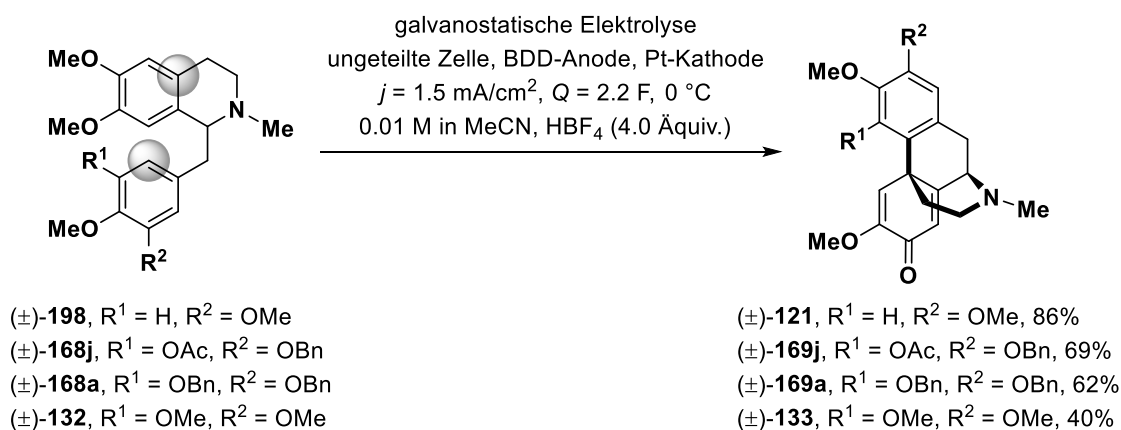 galvanostatische Elektrolyse
ungeteilte Zelle, BDD-Anode, Pt-Kathode
j = 1.5 mA/cm², Q = 2.2 F, 0 °C
0.01 M in MeCN, HBF₄ (4.0 Äquiv.)
MeO
MeO
N
Me
R¹
MeO
R²
R²
MeO
R¹
N
Me
MeO
O
(±)-198, R¹ = H, R² = OMe
(±)-168j, R¹ = OAc, R² = OBn
(±)-168a, R¹ = OBn, R² = OBn
(±)-132, R¹ = OMe, R² = OMe
(±)-121, R¹ = H, R² = OMe, 86%
(±)-169j, R¹ = OAc, R² = OBn, 69%
(±)-169a, R¹ = OBn, R² = OBn, 62%
(±)-133, R¹ = OMe, R² = OMe, 40%